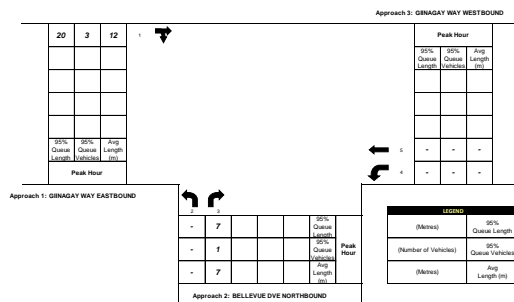 Approach 3: GIINAGAY WAY WESTBOUND
20 3 12 1
Peak Hour
95% Queue Length
95% Queue Vehicles
Avg Length (m)
95% Queue Length
95% Queue Vehicles
Avg Length (m)
Peak Hour
5 - - -
4 - - -
Approach 1: GIINAGAY WAY EASTBOUND
2 3
- 7 95% Queue Length
- 1 95% Queue Vehicles
- 7 Avg Length (m)
Peak Hour
Approach 2: BELLEVUE DVE NORTHBOUND
LEGEND
(Metres) 95% Queue Length
(Number of Vehicles) 95% Queue Vehicles
(Metres) Avg Length (m)